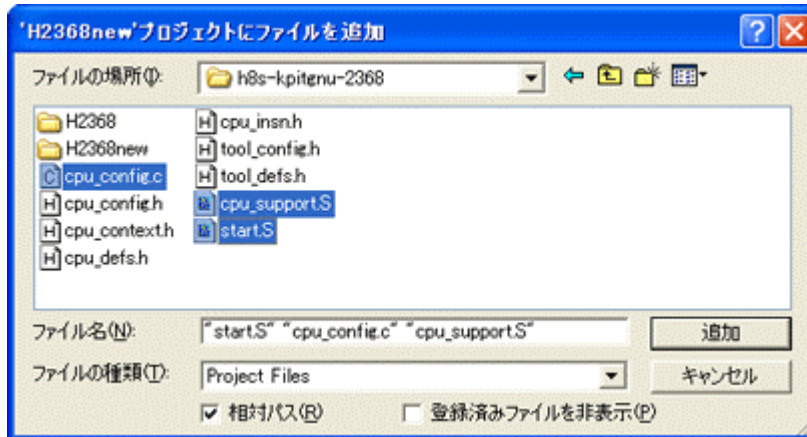 'H2368new'プロジェクトにファイルを追加
ファイルの場所(I):
h8s-kpitgnu-2368
H2368
H2368new
cpu_config.c
cpu_config.h
cpu_context.h
cpu_defs.h
cpu_insn.h
tool_config.h
tool_defs.h
cpu_support.S
start.S
ファイル名(N):
"start.S" "cpu_config.c" "cpu_support.S"
追加
ファイルの種類(T):
Project Files
キャンセル
相対パス(R)
登録済みファイルを非表示(P)